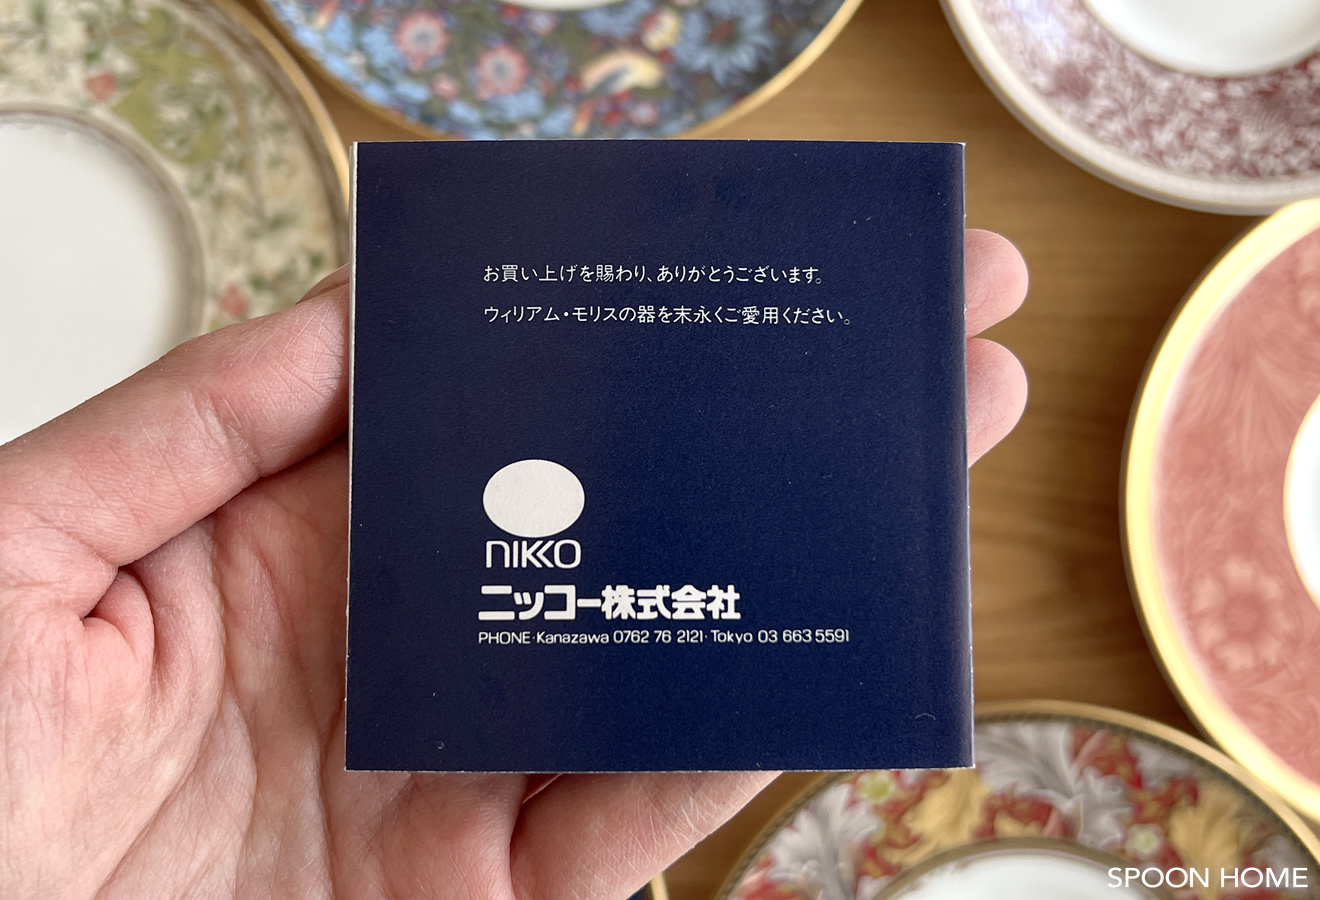 お買い上げを賜わり、ありがとうございます。
ウィリアム・モリスの器を末永くご愛用ください。
NIKKO
ニッコー株式会社
PHONE・Kanazawa 0762 76 2121・Tokyo 03 663 5591
SPOON HOME